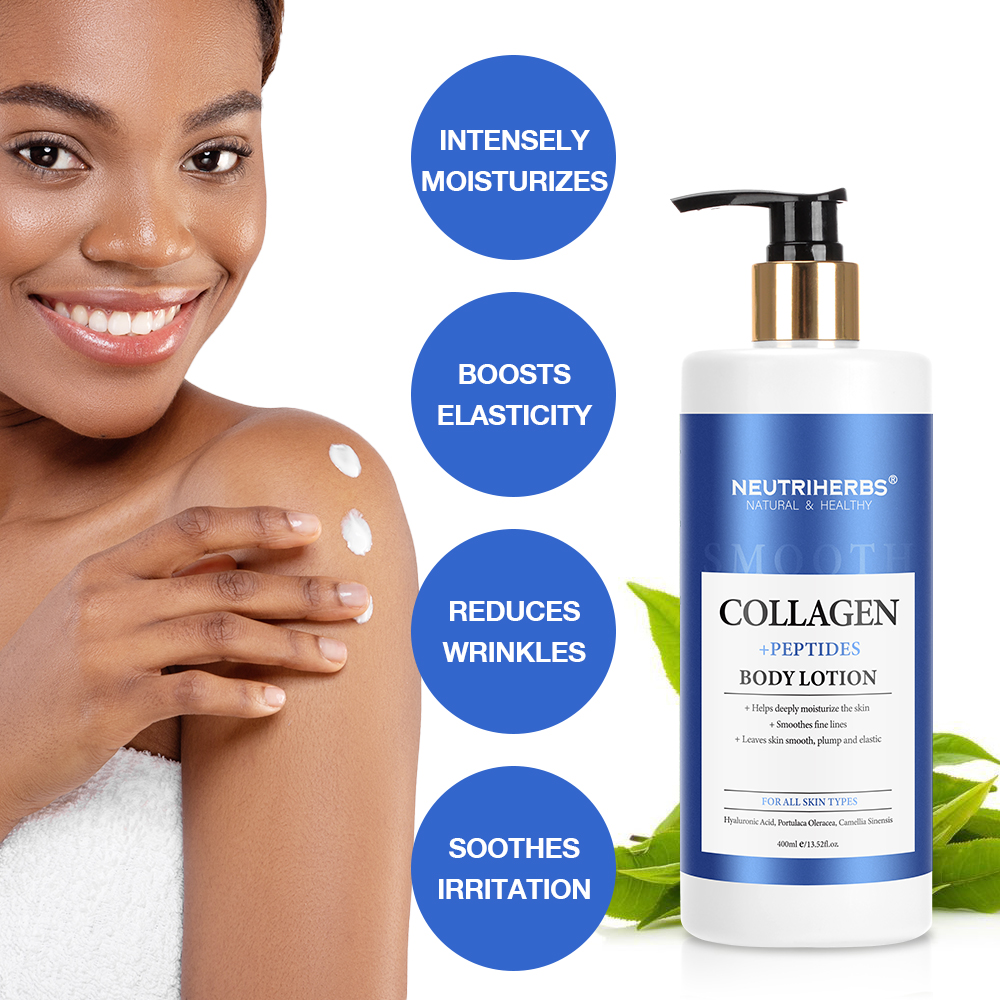 INTENSELY
MOISTURIZES
BOOSTS
ELASTICITY
REDUCES
WRINKLES
SOOTHES
IRRITATION
NEUTRIHERBS®
NATURAL & HEALTHY
SMOOTH
COLLAGEN
+PEPTIDES
BODY LOTION
+ Helps deeply moisturize the skin
+ Smoothes fine lines
+ Leaves skin smooth, plump and elastic
FOR ALL SKIN TYPES
Hyaluronic Acid, Portulaca Oleracea, Camellia Sinensis
400ml e/13.52fl.oz.